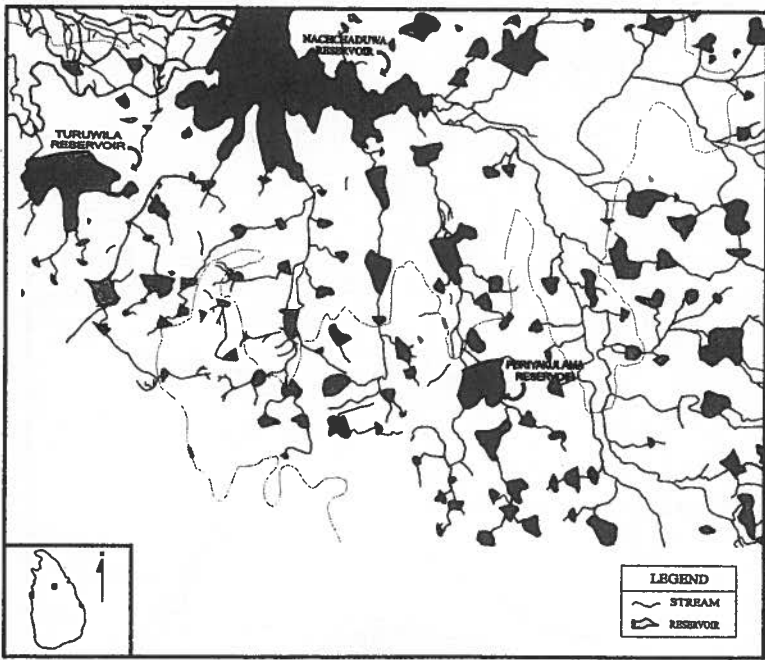 NACHCHADUWA
RESERVOIR
TURUWILA
RESERVOIR
PERIYAKULAMA
RESERVOIR
LEGEND
STREAM
RESERVOIR